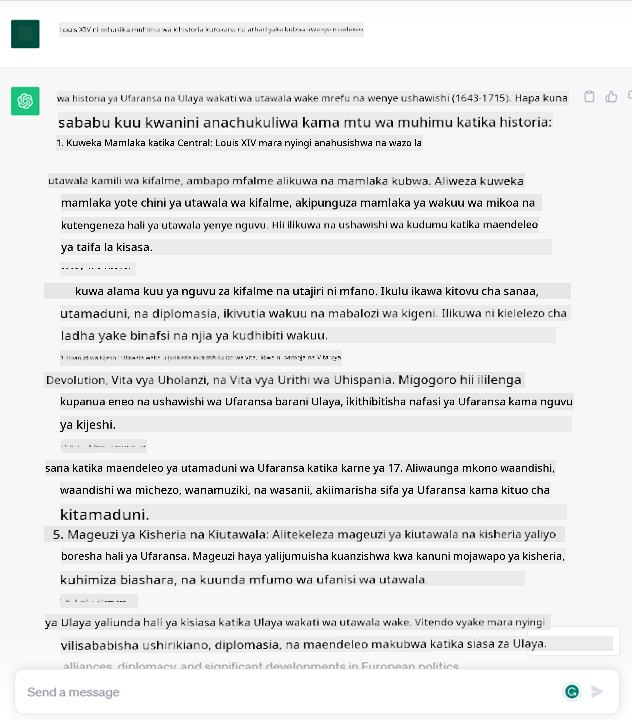 Louis XIV ni mhusika muhimu wa kihistoria kutokana na athari yake kubwa kwenye maendeleo
wa historia ya Ufaransa na Ulaya wakati wa utawala wake mrefu na wenye ushawishi (1643-1715). Hapa kuna
sababu kuu kwanini anachukuliwa kama mtu wa muhimu katika historia:
1. Kuweka Mamlaka katika Central: Louis XIV mara nyingi anahusishwa na wazo la
utawala kamili wa kifalme, ambapo mfalme alikuwa na mamlaka kubwa. Aliweza kuweka
mamlaka yote chini ya utawala wa kifalme, akipunguza mamlaka ya wakuu wa mikoa na
kutengeneza hali ya utawala yenye nguvu. Hii ilikuwa na ushawishi wa kudumu katika maendeleo
ya taifa la kisasa.
kuwa alama kuu ya nguvu za kifalme na utajiri ni mfano. Ikulu ikawa kitovu cha sanaa,
utamaduni, na diplomasia, ikivutia wakuu na mabalozi wa kigeni. Ilikuwa ni kielelezo cha
ladha yake binafsi na njia ya kudhibiti wakuu.
Devolution, Vita vya Uholanzi, na Vita vya Urithi wa Uhispania. Migogoro hii ililenga
kupanua eneo na ushawishi wa Ufaransa barani Ulaya, ikithibitisha nafasi ya Ufaransa kama nguvu
ya kijeshi.
sana katika maendeleo ya utamaduni wa Ufaransa katika karne ya 17. Aliwaunga mkono waandishi,
waandishi wa michezo, wanamuziki, na wasanii, akiimarisha sifa ya Ufaransa kama kituo cha
kitamaduni.
5. Mageuzi ya Kisheria na Kiutawala: Alitekeleza mageuzi ya kiutawala na kisheria yaliyo
boresha hali ya Ufaransa. Mageuzi haya yalijumuisha kuanzishwa kwa kanuni mojawapo ya kisheria,
kuhimiza biashara, na kuunda mfumo wa ufanisi wa utawala.
ya Ulaya yaliunda hali ya kisiasa katika Ulaya wakati wa utawala wake. Vitendo vyake mara nyingi
vilisababisha ushirikiano, diplomasia, na maendeleo makubwa katika siasa za Ulaya.
alliances, diplomacy, and significant developments in European politics.
Send a message